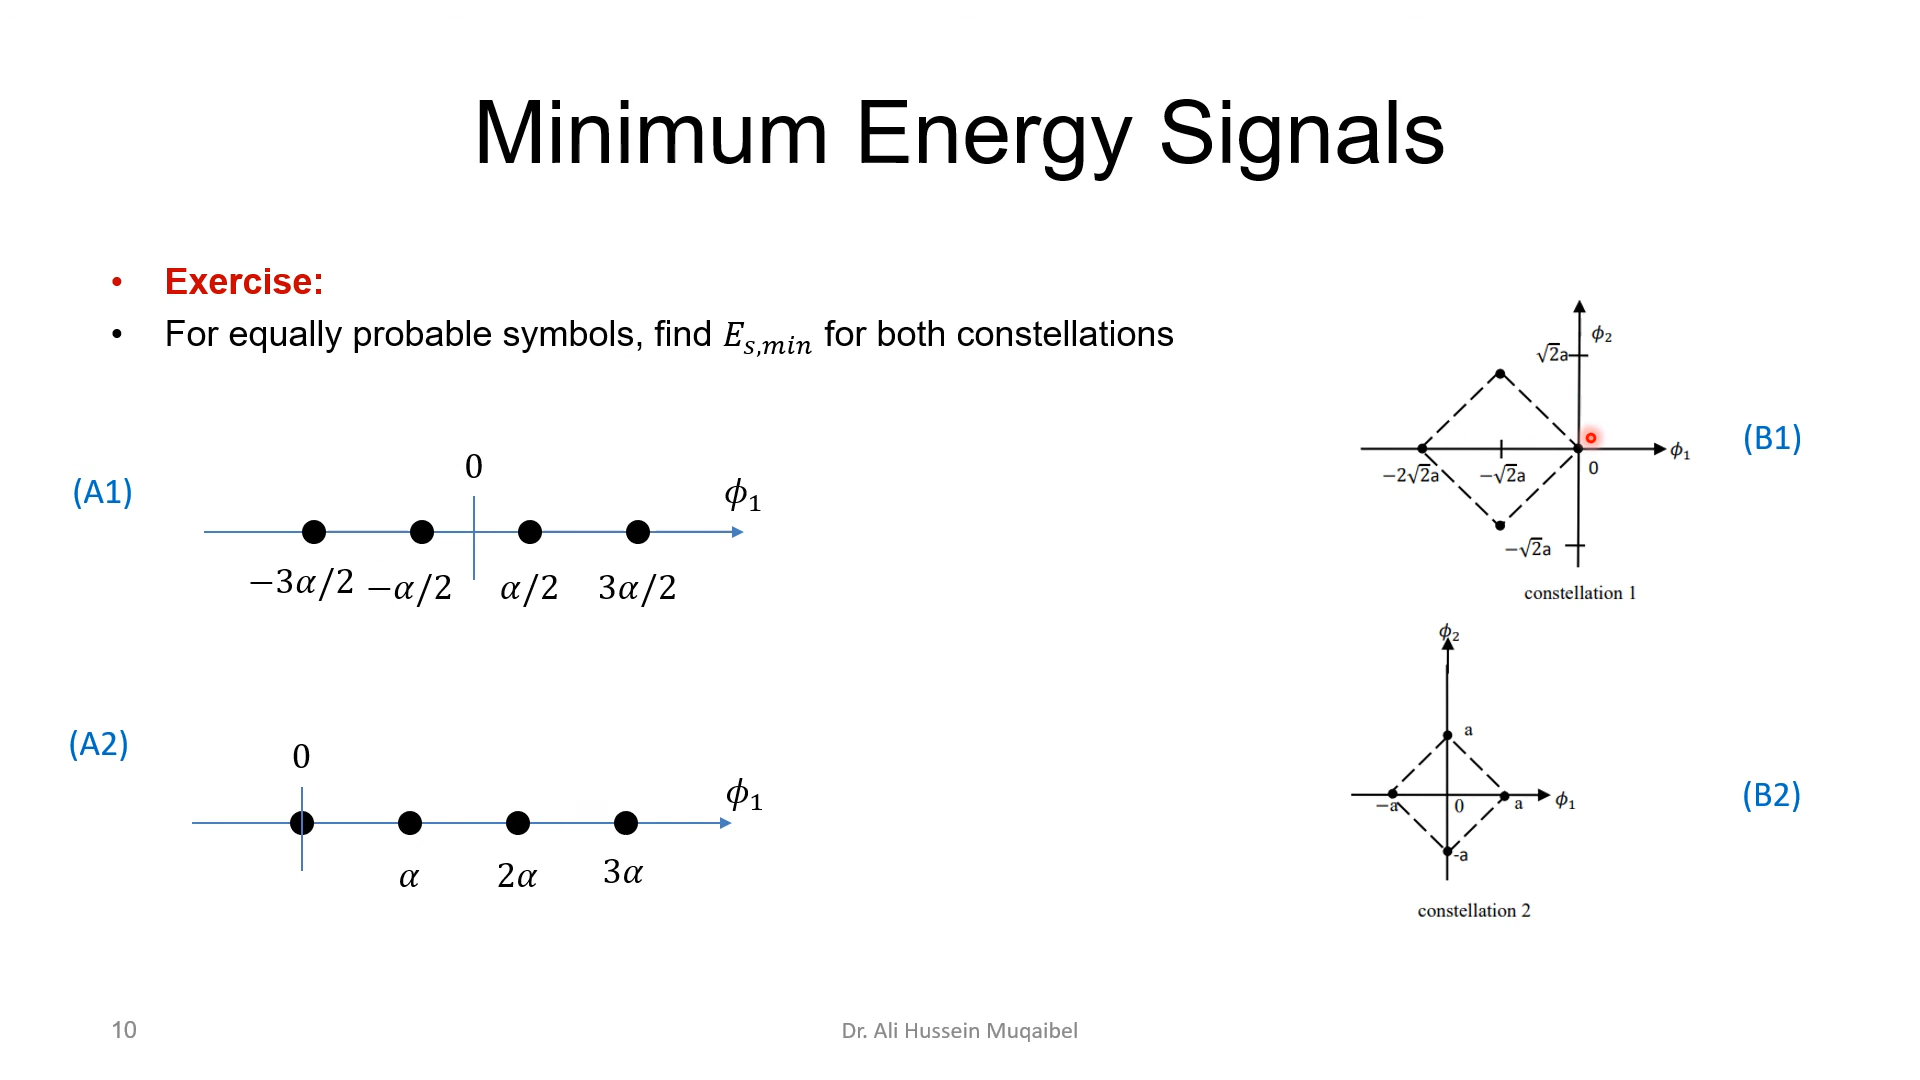 Minimum Energy Signals
• Exercise:
• For equally probable symbols, find E_{s,min} for both constellations
(A1)
0
ϕ₁
−3α/2 −α/2 α/2 3α/2
(A2)
0
ϕ₁
α 2α 3α
ϕ₂
√2a
(B1)
ϕ₁
−2√2a −√2a 0
−√2a
constellation 1
ϕ₂
a
(B2)
−a 0 a ϕ₁
-a
constellation 2
10
Dr. Ali Hussein Muqaibel